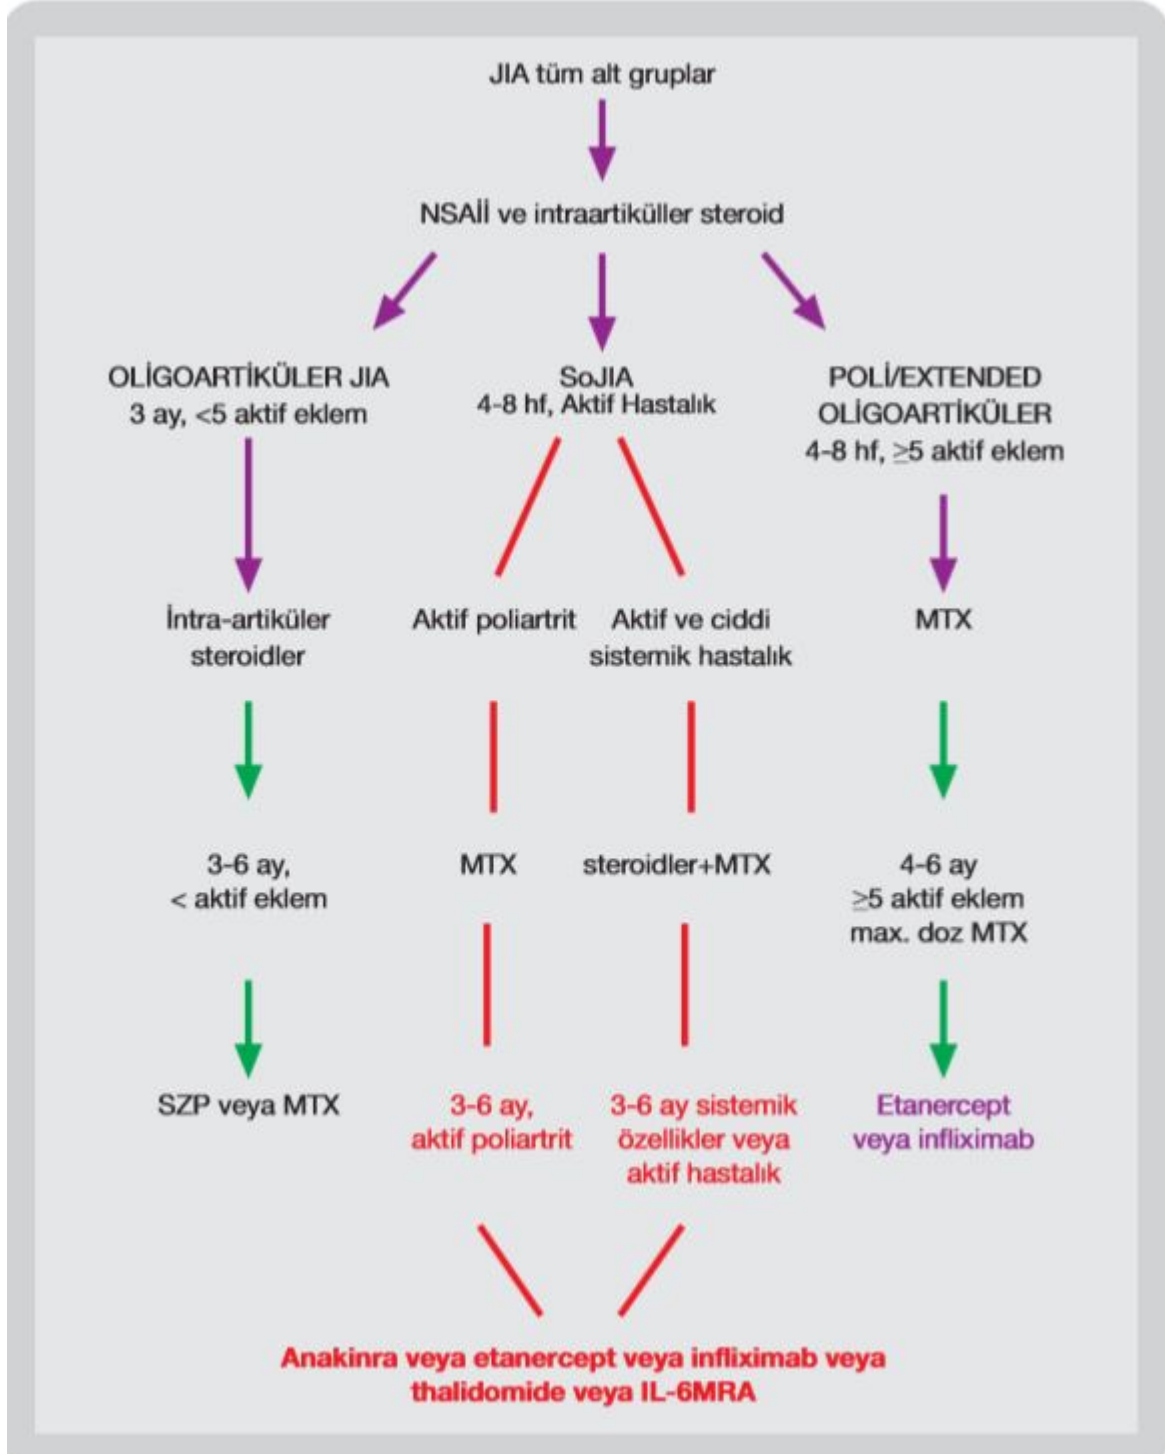 JIA tüm alt gruplar
NSAİİ ve intraartiküller steroid
OLİGOARTİKÜLER JIA
3 ay, <5 aktif eklem
SoJIA
4-8 hf, Aktif Hastalık
POLİ/EXTENDED
OLİGOARTİKÜLER
4-8 hf, ≥5 aktif eklem
İntra-artiküler
steroidler
Aktif poliartrit
Aktif ve ciddi
sistemik hastalık
MTX
3-6 ay,
< aktif eklem
MTX
steroidler+MTX
4-6 ay
≥5 aktif eklem
max. doz MTX
SZP veya MTX
3-6 ay,
aktif poliartrit
3-6 ay sistemik
özellikler veya
aktif hastalık
Etanercept
veya infliximab
Anakinra veya etanercept veya infliximab veya
thalidomide veya IL-6MRA